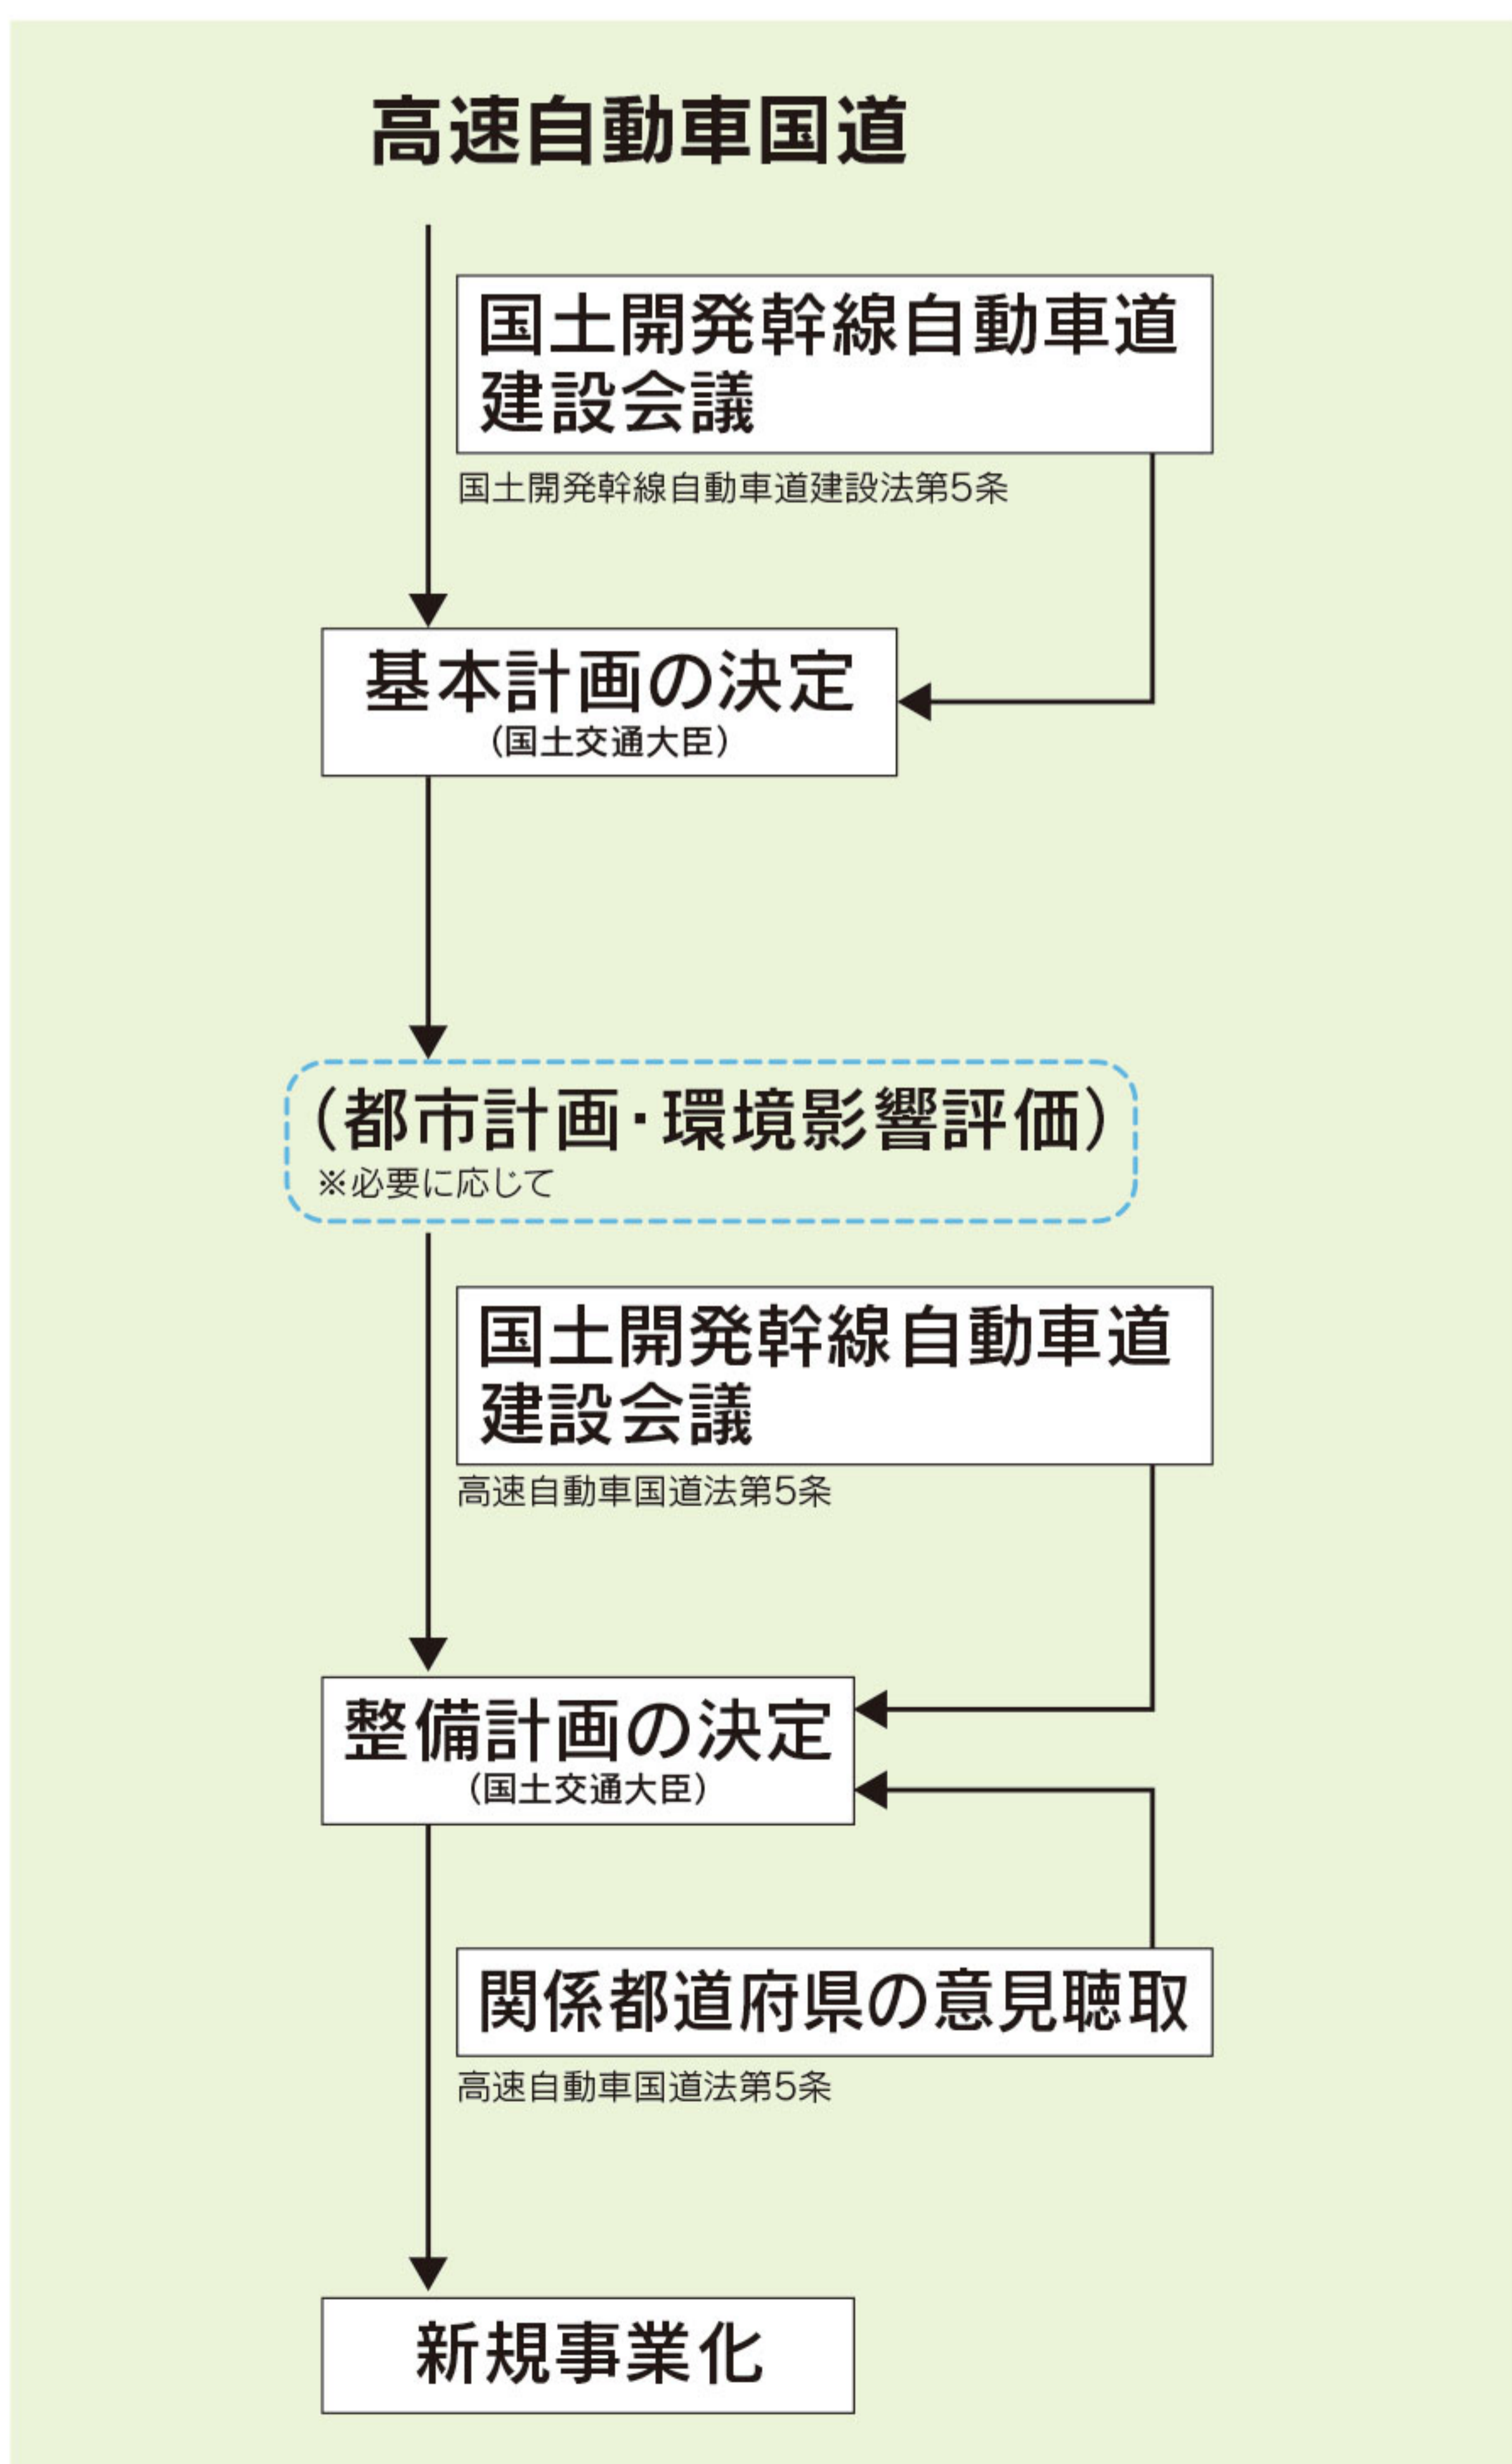 高速自動車国道
国土開発幹線自動車道
建設会議
国土開発幹線自動車道建設法第5条
基本計画の決定
(国土交通大臣)
(都市計画・環境影響評価)
※必要に応じて
国土開発幹線自動車道
建設会議
高速自動車国道法第5条
整備計画の決定
(国土交通大臣)
関係都道府県の意見聴取
高速自動車国道法第5条
新規事業化